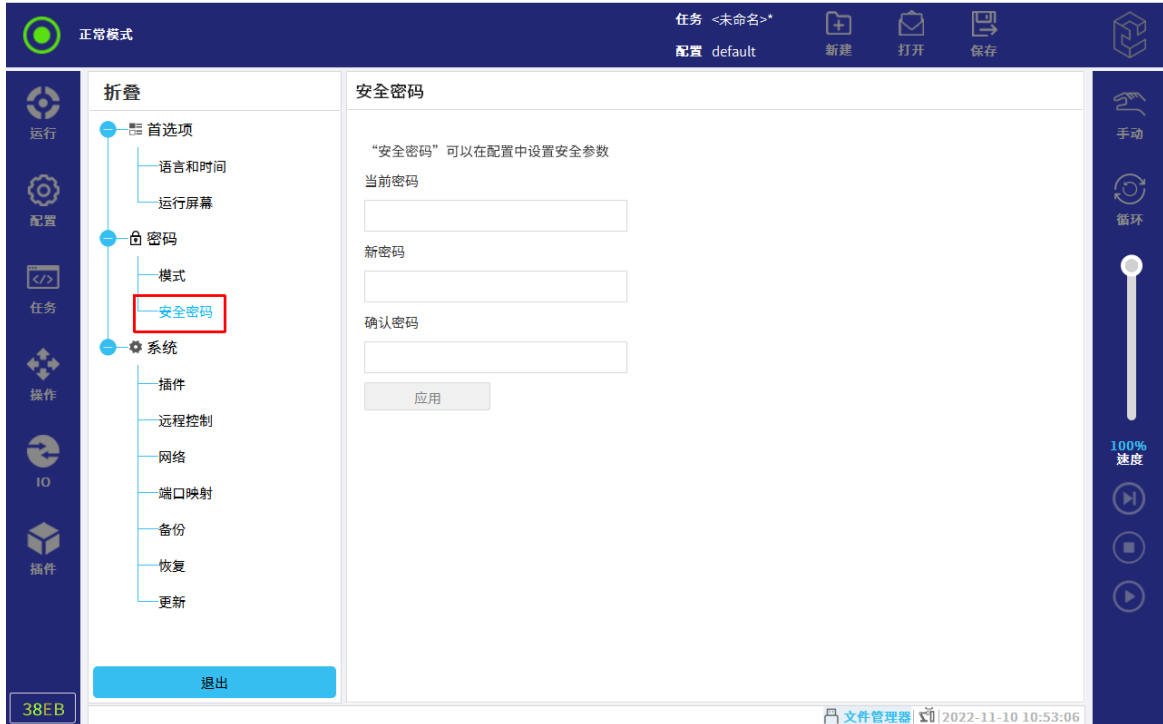 正常模式
任务 <未命名>*
配置 default
新建
打开
保存
运行
配置
任务
操作
IO
插件
38EB
折叠
首选项
语言和时间
运行屏幕
密码
模式
安全密码
系统
插件
远程控制
网络
端口映射
备份
恢复
更新
退出
安全密码
“安全密码”可以在配置中设置安全参数
当前密码
新密码
确认密码
应用
手动
循环
100%
速度
文件管理器
2022-11-10 10:53:06